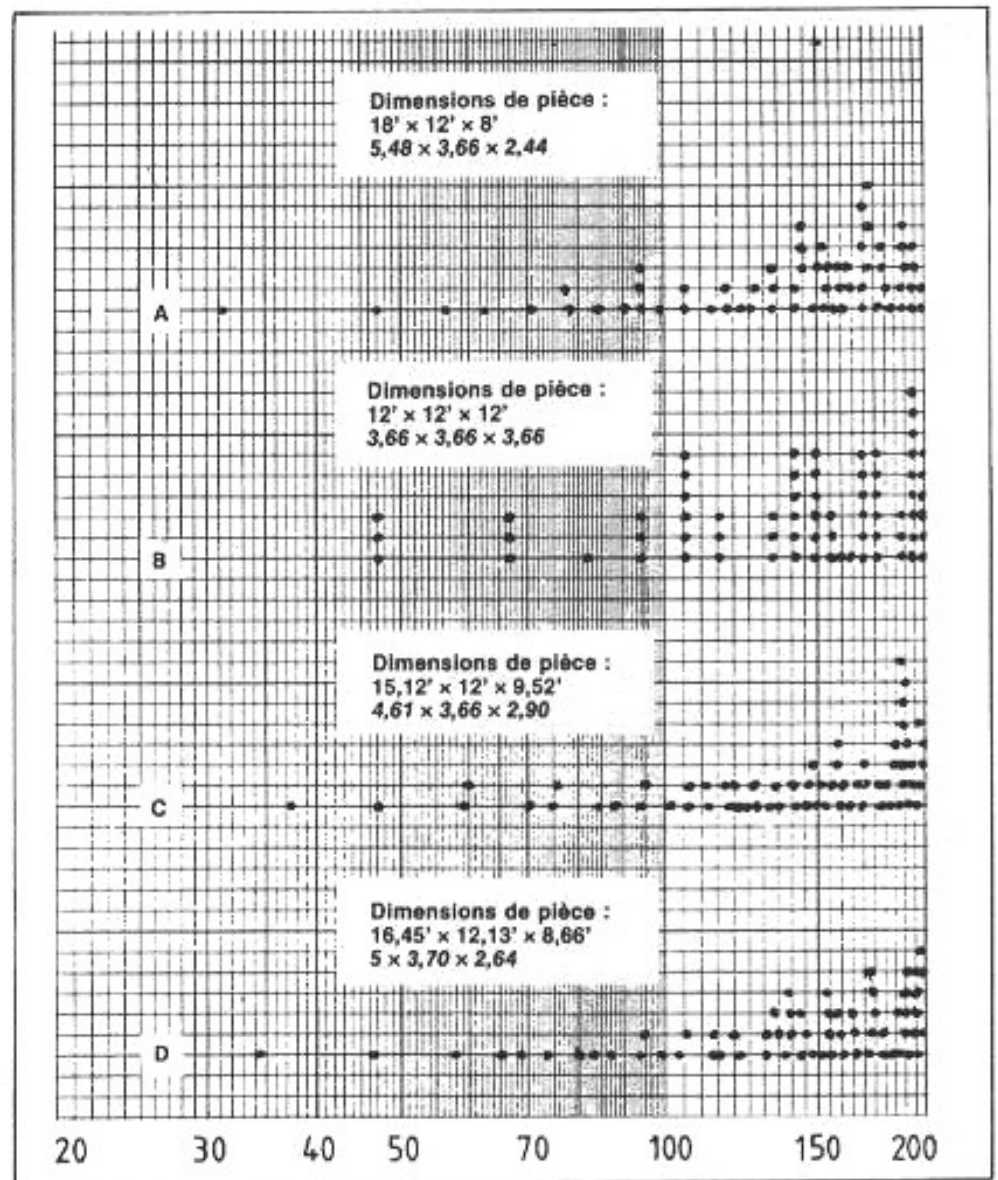 Dimensions de pièce :
18' × 12' × 8'
5,48 × 3,66 × 2,44
A
Dimensions de pièce :
12' × 12' × 12'
3,66 × 3,66 × 3,66
B
Dimensions de pièce :
15,12' × 12' × 9,52'
4,61 × 3,66 × 2,90
C
Dimensions de pièce :
16,45' × 12,13' × 8,66'
5 × 3,70 × 2,64
D
20 30 40 50 70 100 150 200